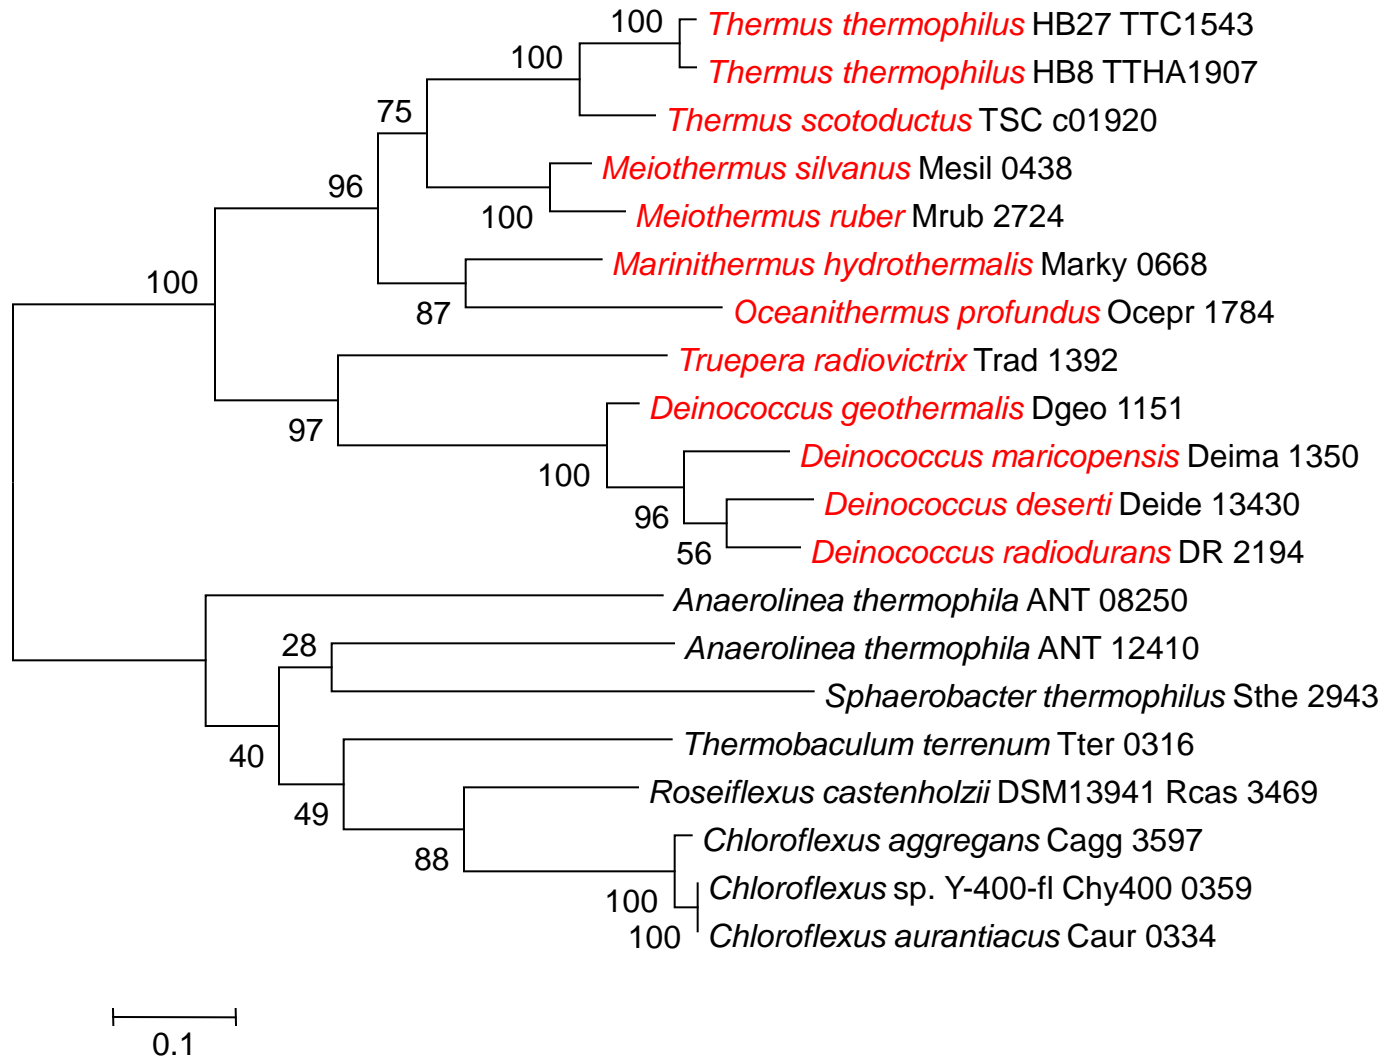 100
Thermus thermophilus HB27 TTC1543
100
Thermus thermophilus HB8 TTHA1907
75
Thermus scotoductus TSC c01920
Meiothermus silvanus Mesil 0438
96
100
Meiothermus ruber Mrub 2724
Marinithermus hydrothermalis Marky 0668
100
87
Oceanithermus profundus Ocepr 1784
Truepera radiovictrix Trad 1392
Deinococcus geothermalis Dgeo 1151
97
Deinococcus maricopensis Deima 1350
100
Deinococcus deserti Deide 13430
96
Deinococcus radiodurans DR 2194
56
Anaerolinea thermophila ANT 08250
28
Anaerolinea thermophila ANT 12410
Sphaerobacter thermophilus Sthe 2943
40
Thermobaculum terrenum Tter 0316
Roseiflexus castenholzii DSM13941 Rcas 3469
49
Chloroflexus aggregans Cagg 3597
88
Chloroflexus sp. Y-400-fl Chy400 0359
100
Chloroflexus aurantiacus Caur 0334
100
0.1